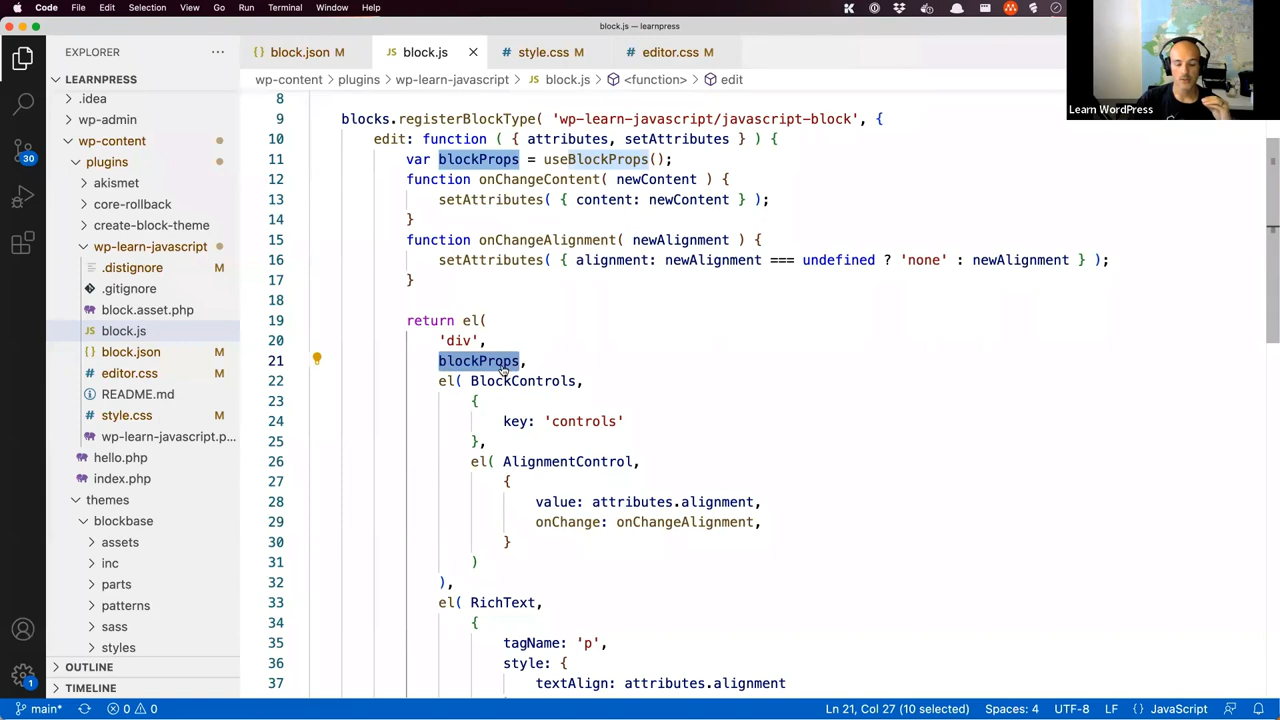 Code File Edit Selection View Go Run Terminal Window Help
block.js — learnpress
EXPLORER
LEARNPRESS
.idea
wp-admin
wp-content
plugins
akismet
core-rollback
create-block-theme
wp-learn-javascript
.distignore M
.gitignore
block.asset.php
block.js
block.json M
editor.css M
README.md
style.css M
wp-learn-javascript.p...
hello.php
index.php
themes
blockbase
assets
inc
parts
patterns
sass
styles
OUTLINE
TIMELINE
30
1
block.json M block.js style.css M editor.css M
wp-content > plugins > wp-learn-javascript > block.js > <function> > edit
8
9 blocks.registerBlockType( 'wp-learn-javascript/javascript-block', {
10 edit: function ( { attributes, setAttributes } ) {
11 var blockProps = useBlockProps();
12 function onChangeContent( newContent ) {
13 setAttributes( { content: newContent } );
14 }
15 function onChangeAlignment( newAlignment ) {
16 setAttributes( { alignment: newAlignment === undefined ? 'none' : newAlignment } );
17 }
18
19 return el(
20 'div',
21 blockProps,
22 el( BlockControls,
23 {
24 key: 'controls'
25 },
26 el( AlignmentControl,
27 {
28 value: attributes.alignment,
29 onChange: onChangeAlignment,
30 }
31 )
32 ),
33 el( RichText,
34 {
35 tagName: 'p',
36 style: {
37 textAlign: attributes.alignment
Learn WordPress
main* 0 0 Ln 21, Col 27 (10 selected) Spaces: 4 UTF-8 LF {} JavaScript